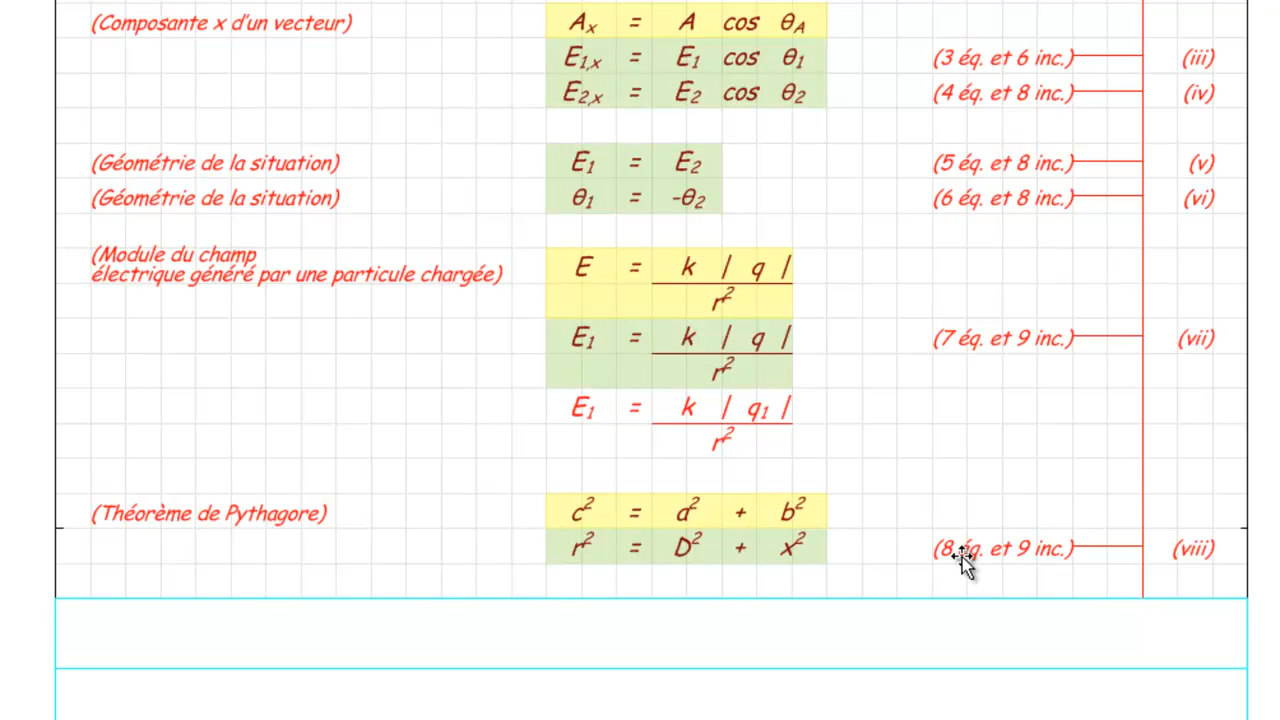 (Composante x d'un vecteur) Aₓ = A cos θ_A
E₁,ₓ = E₁ cos θ₁ (3 éq. et 6 inc.) (iii)
E₂,ₓ = E₂ cos θ₂ (4 éq. et 8 inc.) (iv)
(Géométrie de la situation) E₁ = E₂ (5 éq. et 8 inc.) (v)
(Géométrie de la situation) θ₁ = -θ₂ (6 éq. et 8 inc.) (vi)
(Module du champ
électrique généré par une particule chargée) E = k | q |
r²
E₁ = k | q | (7 éq. et 9 inc.) (vii)
r²
E₁ = k | q₁ |
r²
(Théorème de Pythagore) c² = a² + b²
r² = D² + x² (8 éq. et 9 inc.) (viii)